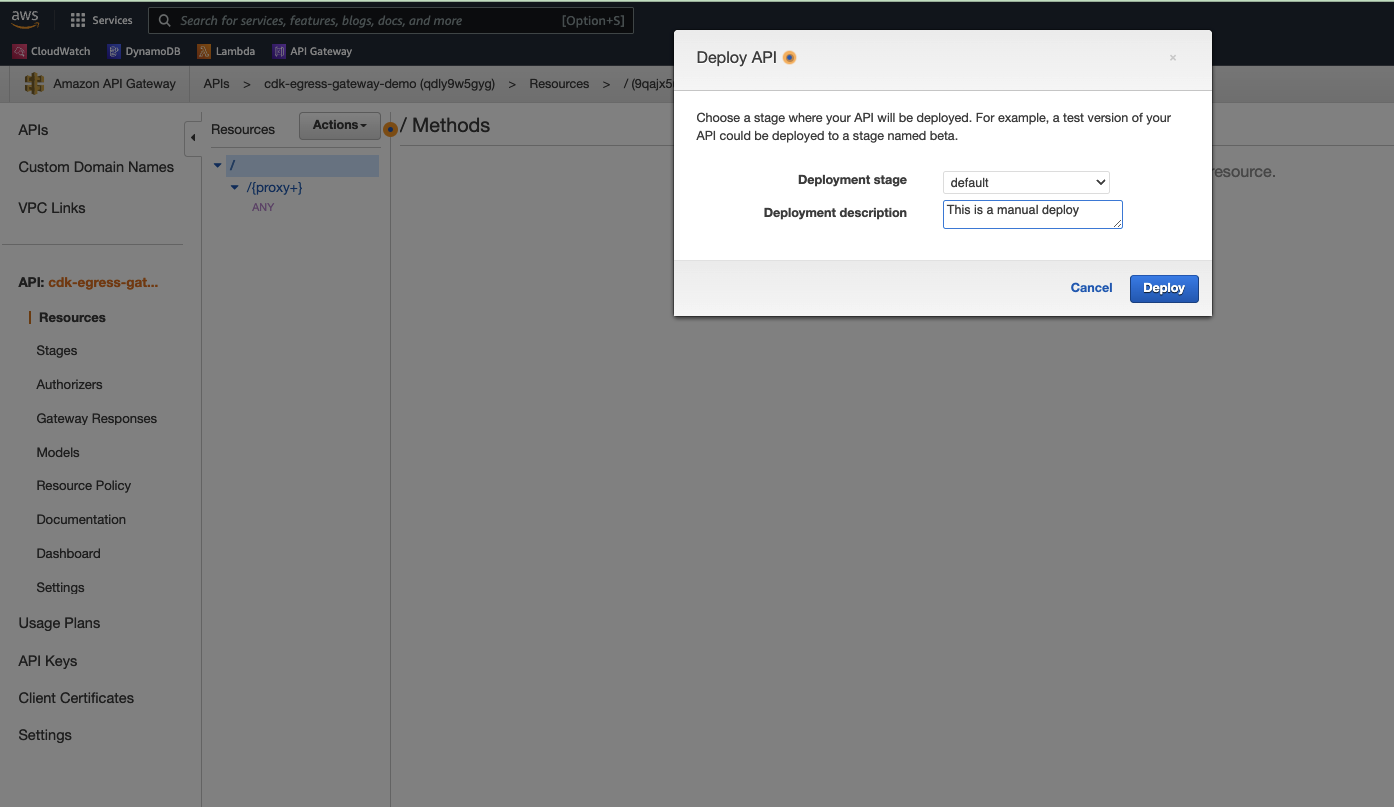 aws Services Search for services, features, blogs, docs, and more [Option+S]
CloudWatch DynamoDB Lambda API Gateway
Amazon API Gateway APIs > cdk-egress-gateway-demo (qdly9w5gyg) > Resources > / (9qajx5
APIs
Custom Domain Names
VPC Links
API: cdk-egress-gat...
Resources
Stages
Authorizers
Gateway Responses
Models
Resource Policy
Documentation
Dashboard
Settings
Usage Plans
API Keys
Client Certificates
Settings
Resources Actions
/
/{proxy+}
ANY
/ Methods
resource.
Deploy API ×
Choose a stage where your API will be deployed. For example, a test version of your
API could be deployed to a stage named beta.
Deployment stage default
Deployment description This is a manual deploy
Cancel Deploy